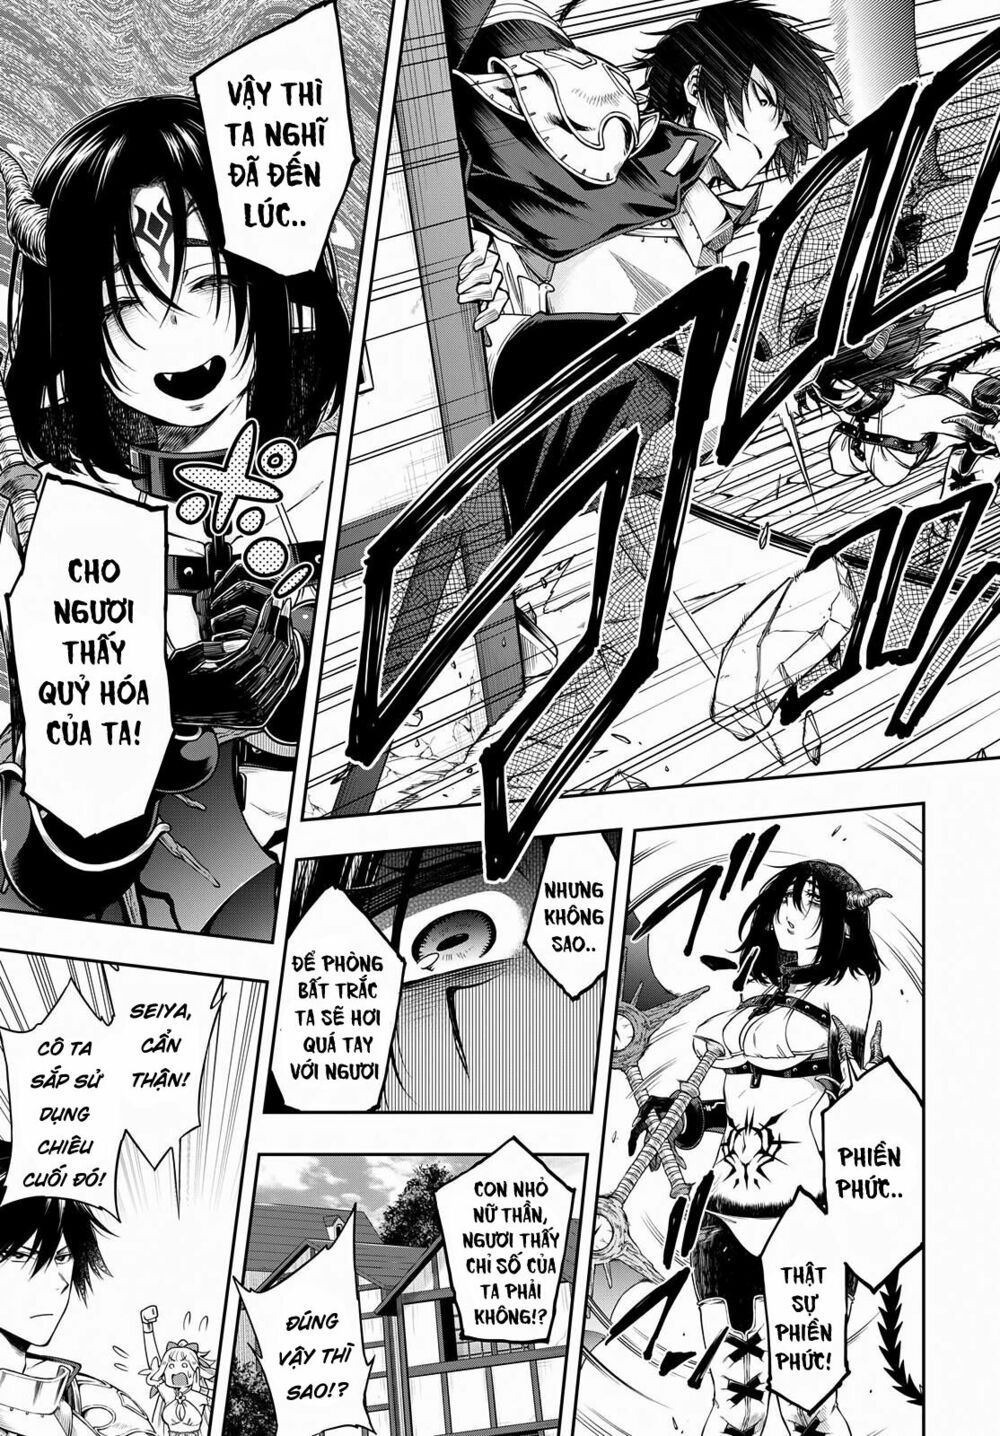 VẬY THÌ
TA NGHĨ
ĐÃ ĐẾN
LÚC..
CHO
NGƯƠI
THẤY
QUỶ HÓA
CỦA TA!
PHIỀN
PHỨC..
THẬT
SỰ
PHIỀN
PHỨC!
NHƯNG
KHÔNG
SAO..
ĐỂ PHÒNG
BẤT TRẮC
TA SẼ HƠI
QUÁ TAY
VỚI NGƯƠI
CON NHỎ
NỮ THẦN,
NGƯƠI THẤY
CHỈ SỐ CỦA
TA PHẢI
KHÔNG!?
ĐÚNG
VẬY THÌ
SAO!?
SEIYA,
CẨN
THẬN!
CÔ TA
SẮP SỬ
DỤNG
CHIÊU
CUỐI ĐÓ!